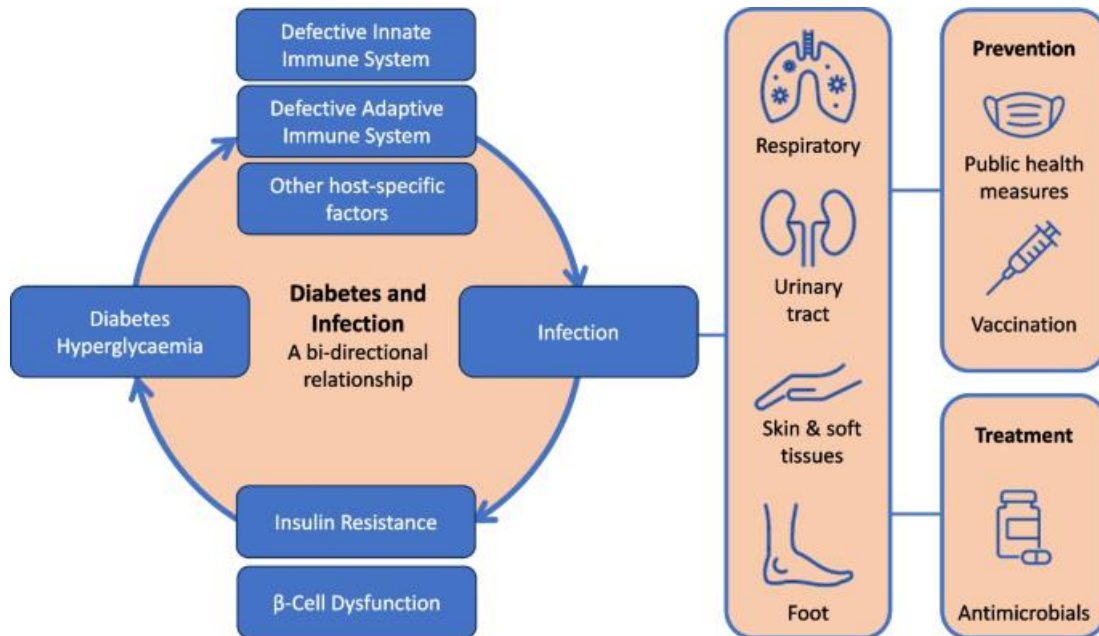 Defective Innate
Immune System
Defective Adaptive
Immune System
Other host-specific
factors
Diabetes
Hyperglycaemia
Diabetes and
Infection
A bi-directional
relationship
Infection
Insulin Resistance
β-Cell Dysfunction
Respiratory
Urinary
tract
Skin & soft
tissues
Foot
Prevention
Public health
measures
Vaccination
Treatment
Antimicrobials